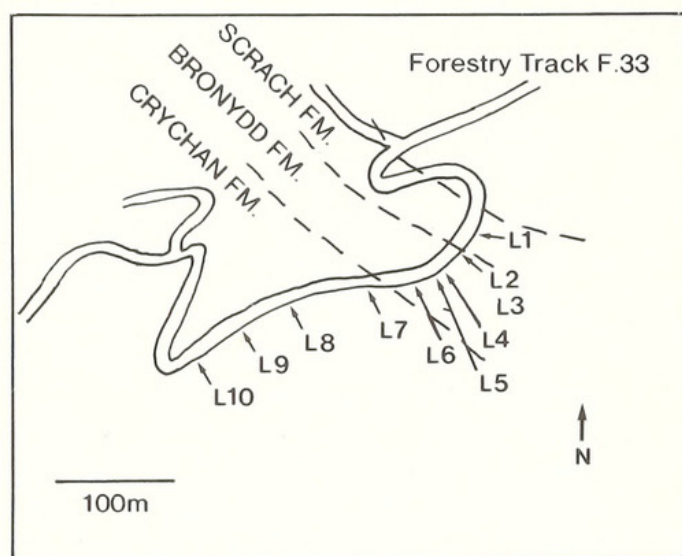 SCRACH FM.
BRONYDD FM.
CRYCHAN FM.
Forestry Track F.33
L1
L2
L3
L4
L5
L6
L7
L8
L9
L10
N
100m